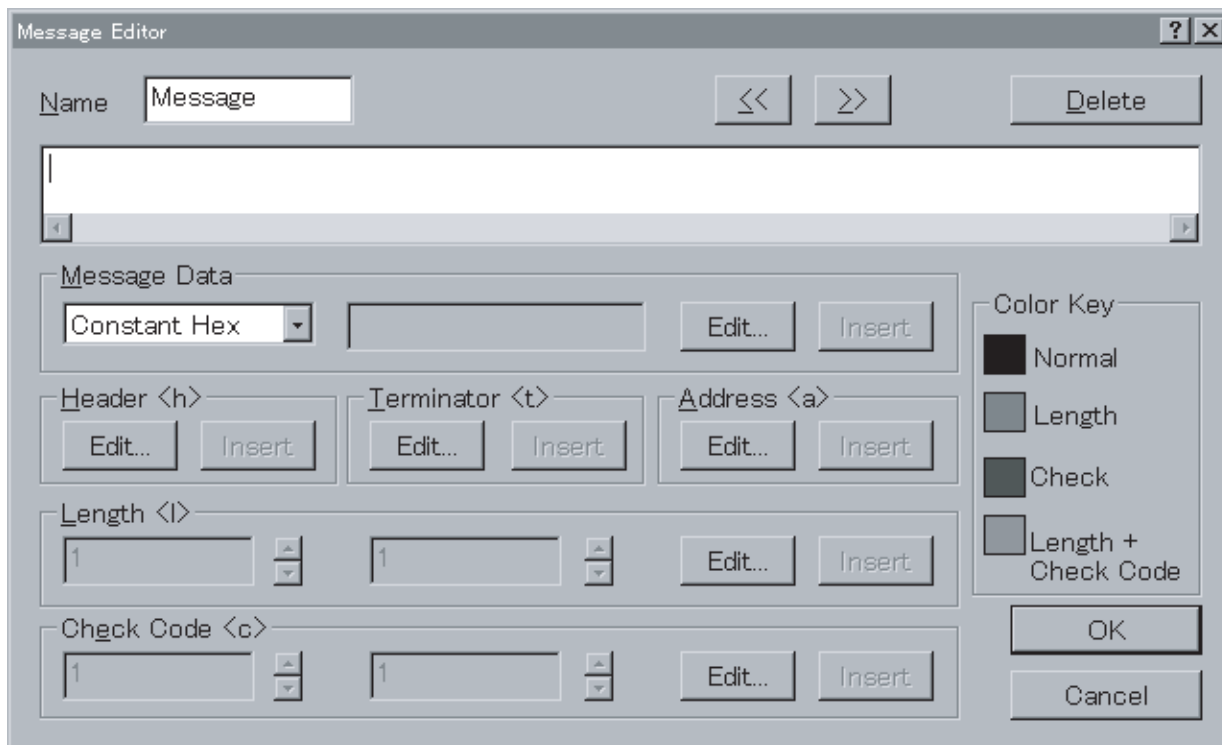 Message Editor
Name Message << >> Delete
Message Data
Constant Hex Edit... Insert
Color Key
Normal
Length
Check
Length +
Check Code
Header <h> Terminator <t> Address <a>
Edit... Insert Edit... Insert Edit... Insert
Length <l>
1 1 Edit... Insert
Check Code <c>
1 1 Edit... Insert
OK
Cancel